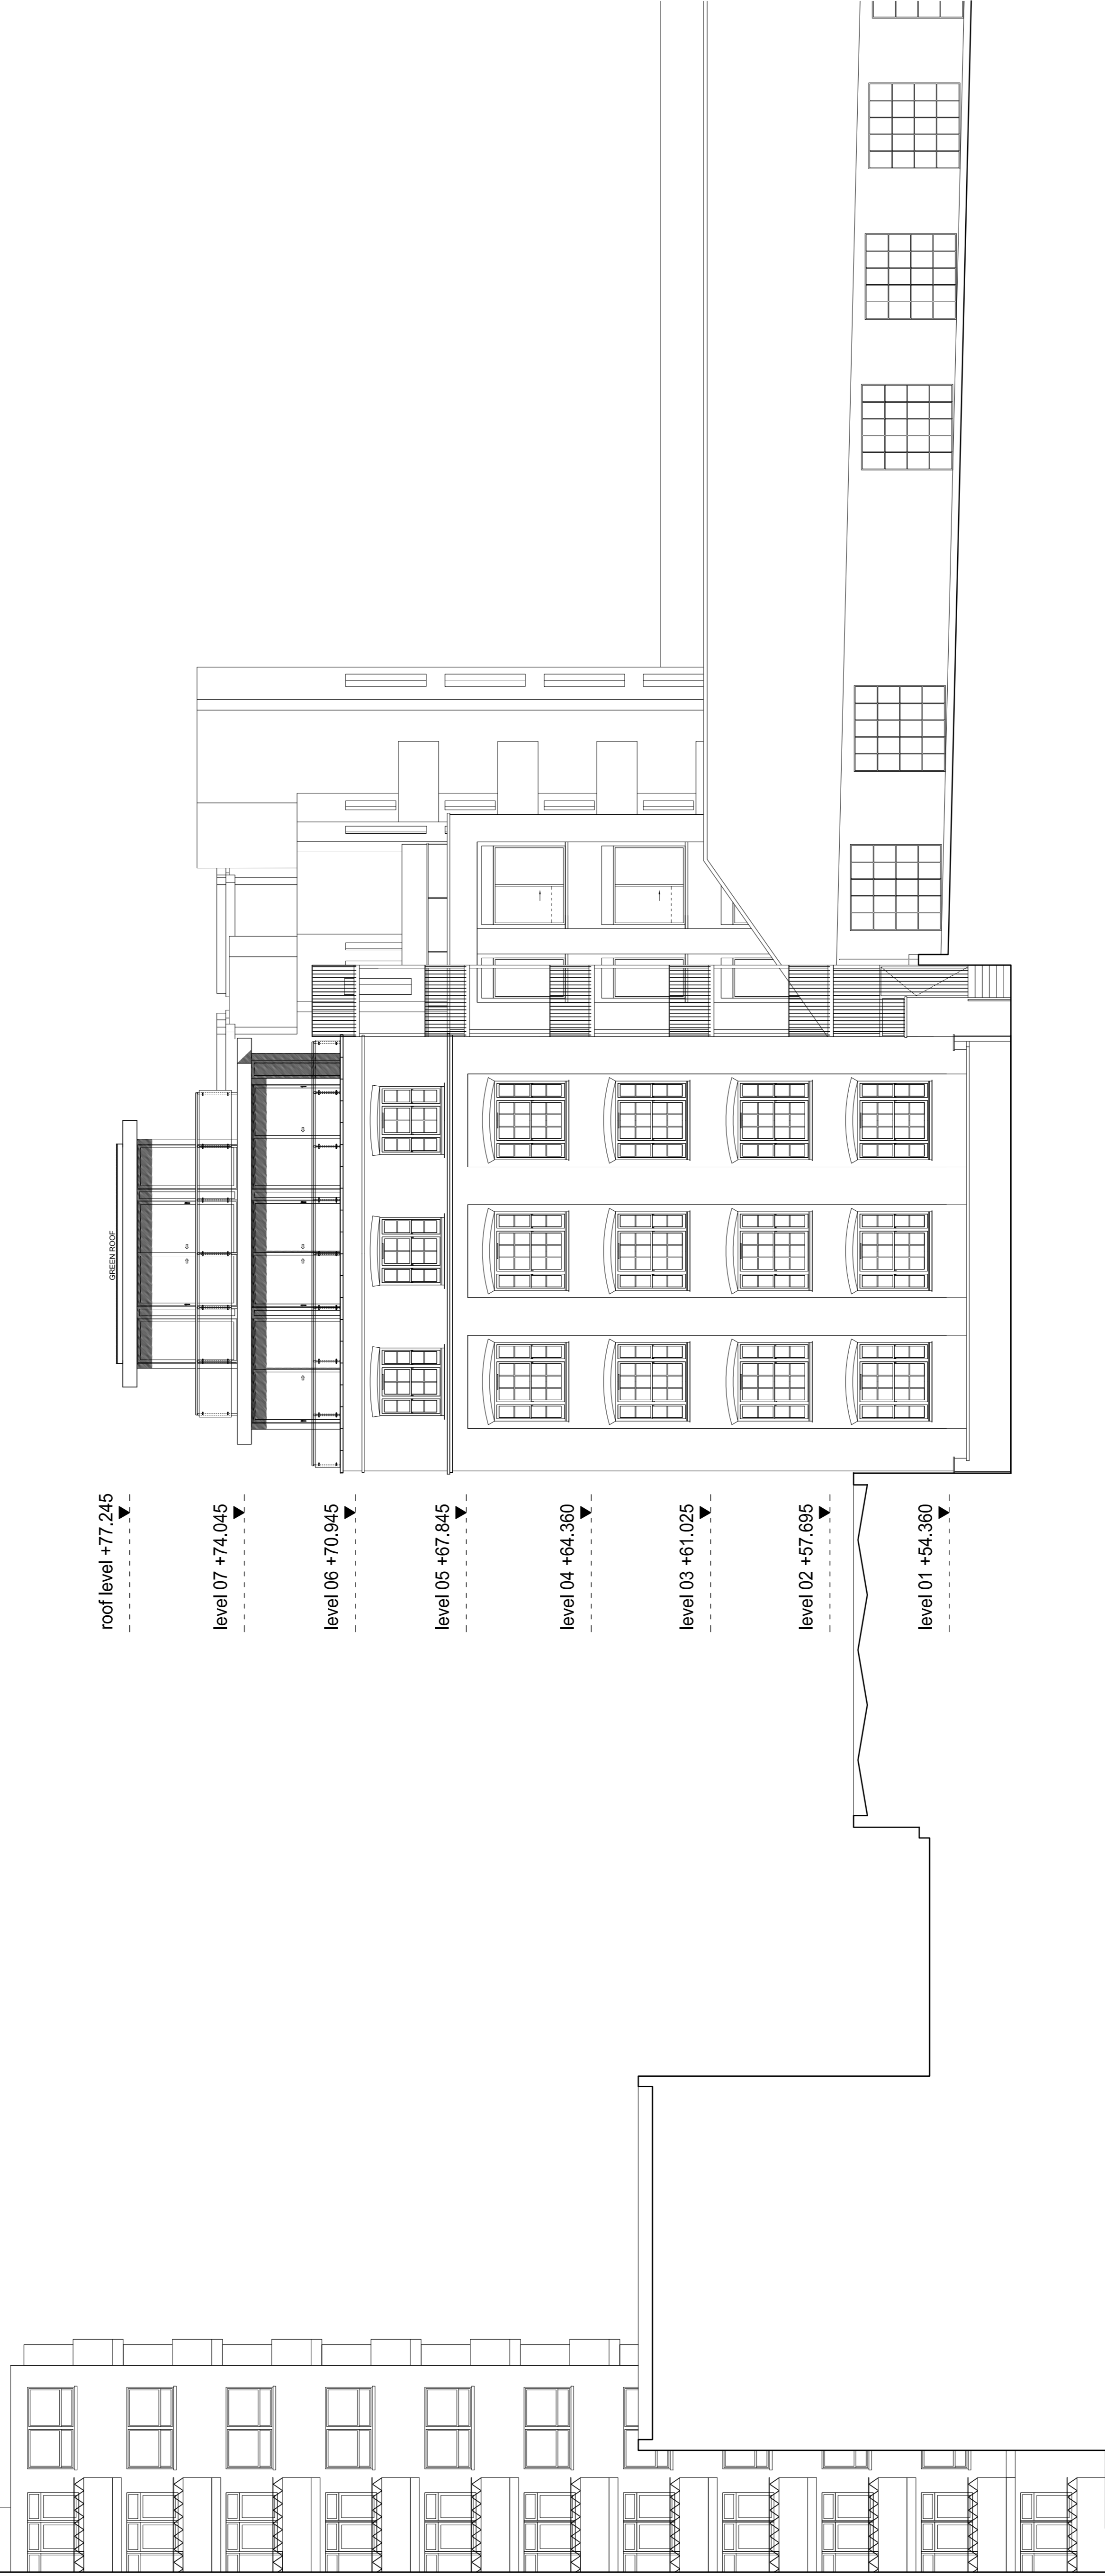 GREEN ROOF
roof level +77.245
level 07 +74.045
level 06 +70.945
level 05 +67.845
level 04 +64.360
level 03 +61.025
level 02 +57.695
level 01 +54.360